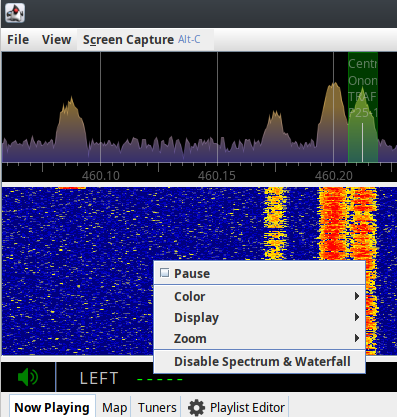 File View Screen Capture Alt-C
Centr
Onon
TRAF
P25-1
460.10 460.15 460.20
Pause
Color
Display
Zoom
Disable Spectrum & Waterfall
LEFT -----
Now Playing Map Tuners Playlist Editor